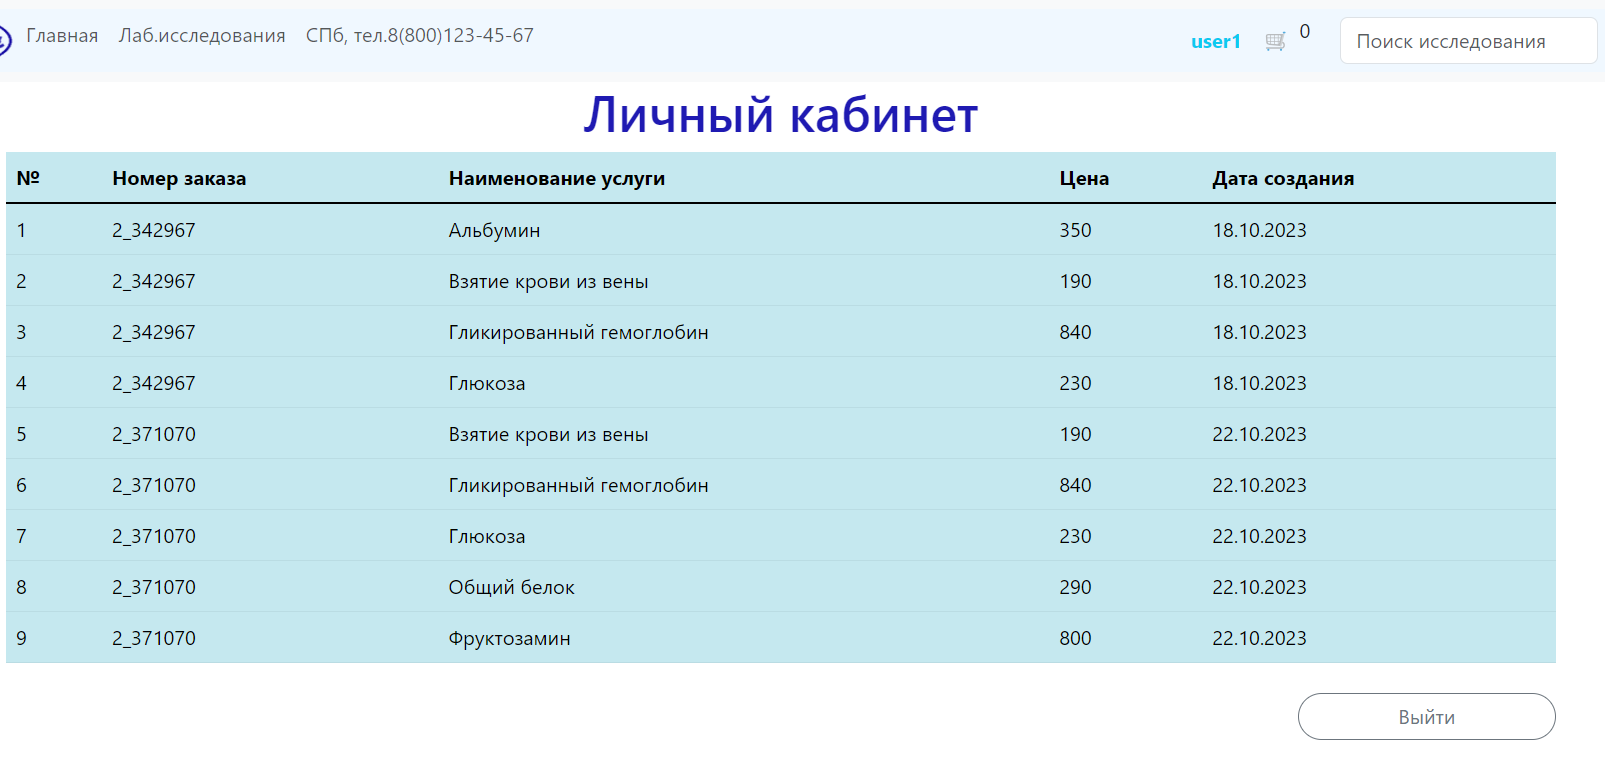 Главная Лаб.исследования СПб, тел.8(800)123-45-67 user1 0 Поиск исследования
Личный кабинет
№ Номер заказа Наименование услуги Цена Дата создания
1 2_342967 Альбумин 350 18.10.2023
2 2_342967 Взятие крови из вены 190 18.10.2023
3 2_342967 Гликированный гемоглобин 840 18.10.2023
4 2_342967 Глюкоза 230 18.10.2023
5 2_371070 Взятие крови из вены 190 22.10.2023
6 2_371070 Гликированный гемоглобин 840 22.10.2023
7 2_371070 Глюкоза 230 22.10.2023
8 2_371070 Общий белок 290 22.10.2023
9 2_371070 Фруктозамин 800 22.10.2023
Выйти